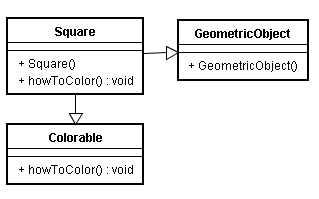 Square
+ Square()
+ howToColor() : void
GeometricObject
+ GeometricObject()
Colorable
+ howToColor() : void